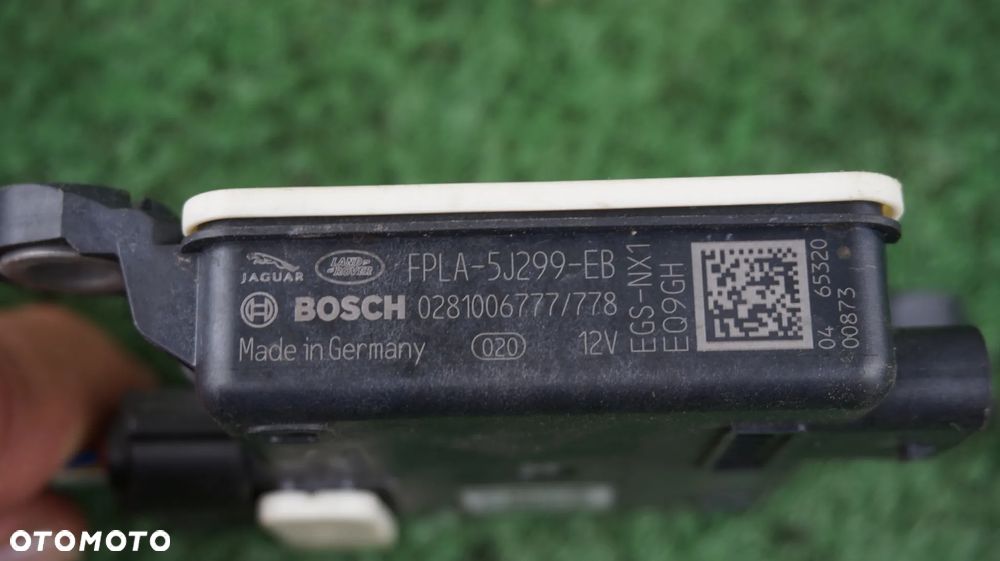 JAGUAR LAND-ROVER FPLA-5J299-EB
BOSCH 0281006777/778
Made in Germany 020 12V
EGS-NX1
EQ9GH
04 65320
00873
OTOMOTO